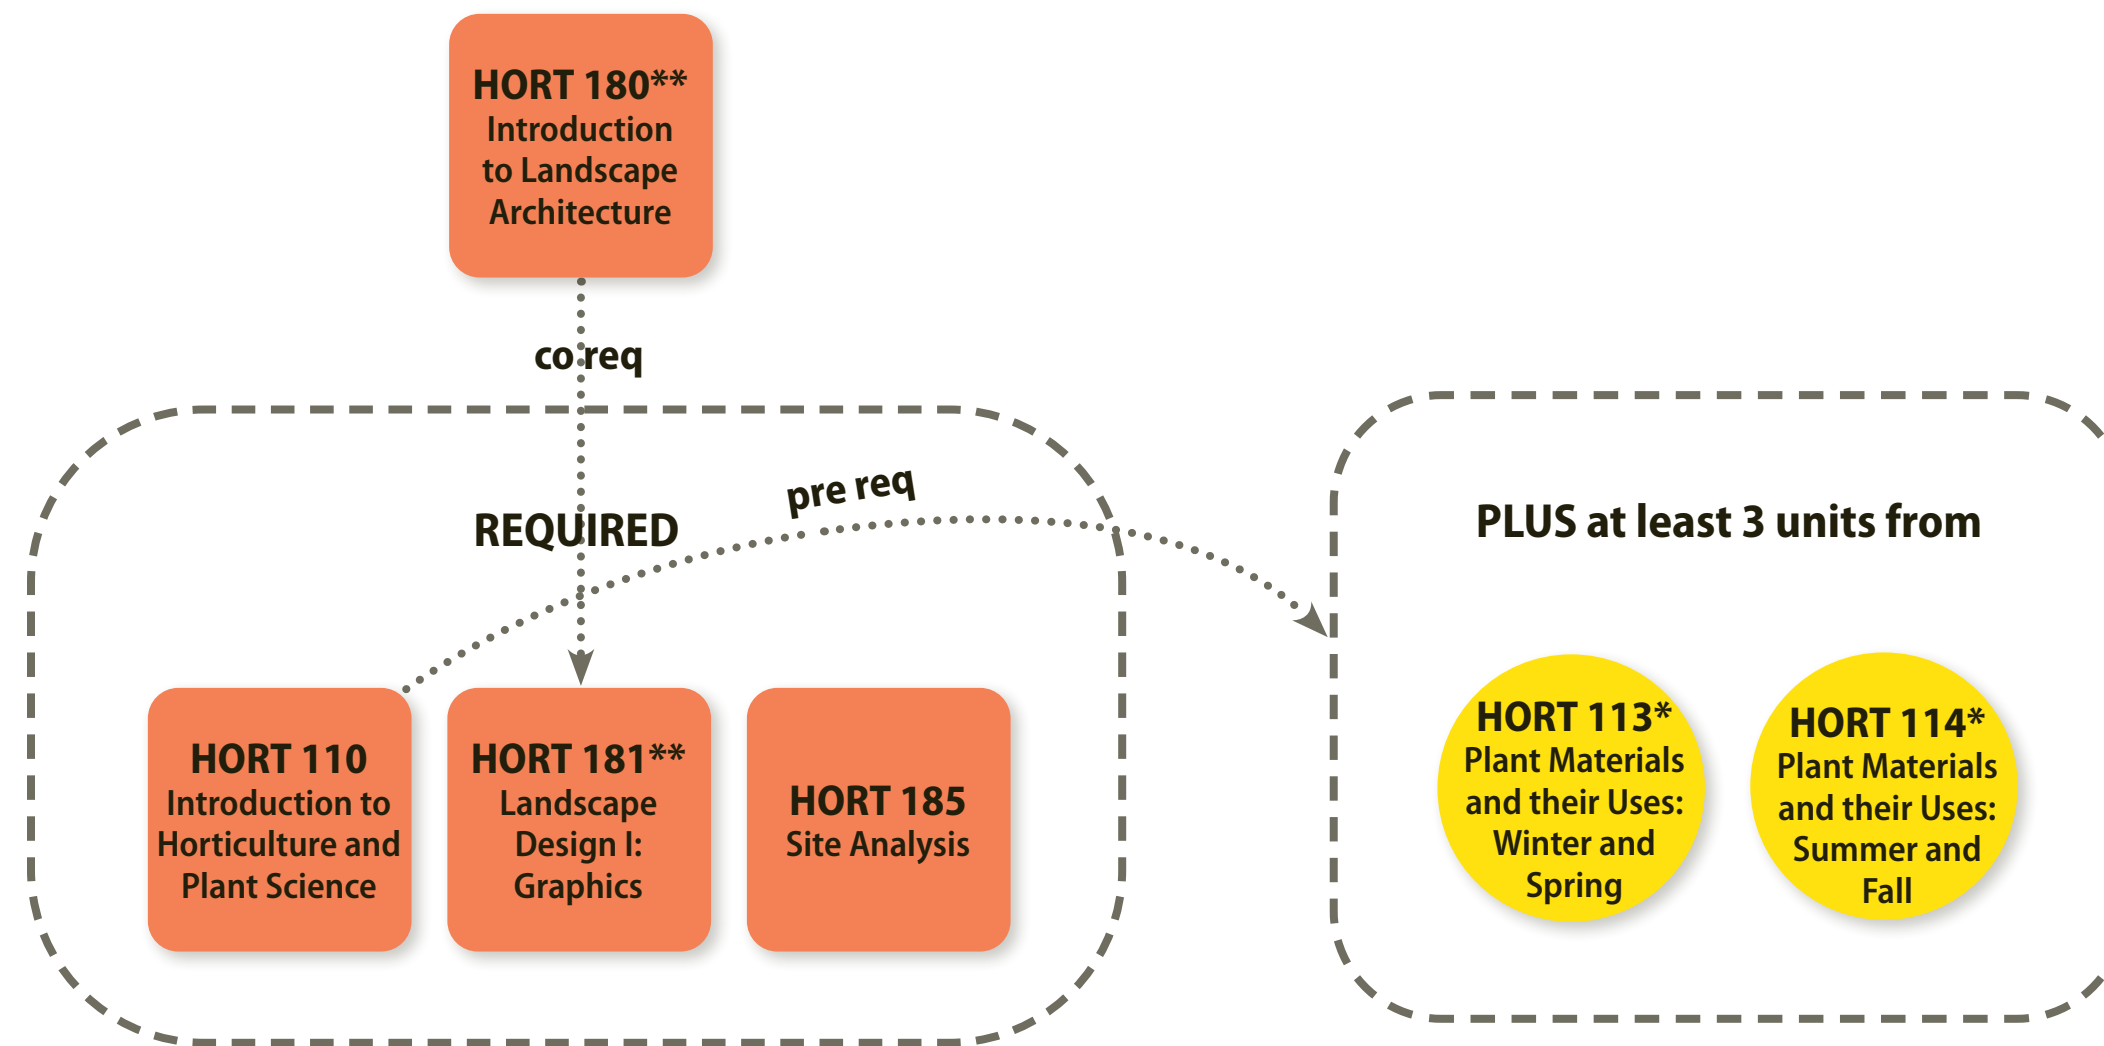 HORT 180**
Introduction
to Landscape
Architecture
co req
pre req
REQUIRED
HORT 110
Introduction to
Horticulture and
Plant Science
HORT 181**
Landscape
Design I:
Graphics
HORT 185
Site Analysis
PLUS at least 3 units from
HORT 113*
Plant Materials
and their Uses:
Winter and
Spring
HORT 114*
Plant Materials
and their Uses:
Summer and
Fall